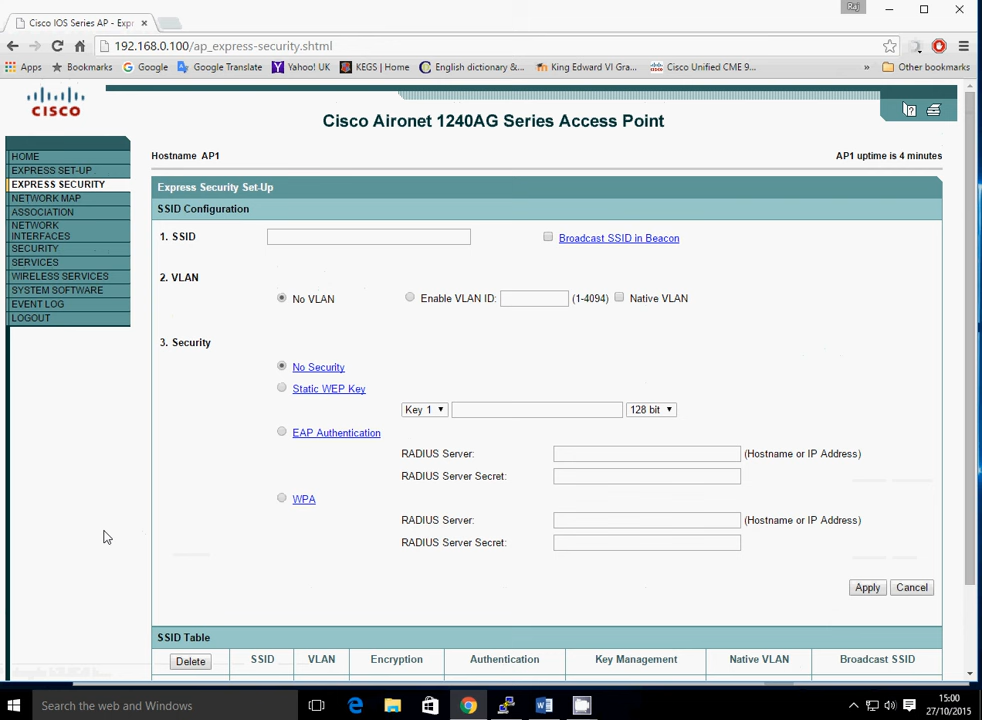 Raj
Cisco IOS Series AP - Expr
192.168.0.100/ap_express-security.shtml
Apps Bookmarks Google Google Translate Yahoo! UK KEGS | Home English dictionary &... King Edward VI Gra... Cisco Unified CME 9... » Other bookmarks
CISCO
Cisco Aironet 1240AG Series Access Point
Hostname AP1 AP1 uptime is 4 minutes
HOME
EXPRESS SET-UP
EXPRESS SECURITY
NETWORK MAP
ASSOCIATION
NETWORK
INTERFACES
SECURITY
SERVICES
WIRELESS SERVICES
SYSTEM SOFTWARE
EVENT LOG
LOGOUT
Express Security Set-Up
SSID Configuration
1. SSID Broadcast SSID in Beacon
2. VLAN
No VLAN Enable VLAN ID: (1-4094) Native VLAN
3. Security
No Security
Static WEP Key
Key 1 128 bit
EAP Authentication
RADIUS Server: (Hostname or IP Address)
RADIUS Server Secret:
WPA
RADIUS Server: (Hostname or IP Address)
RADIUS Server Secret:
Apply Cancel
SSID Table
Delete SSID VLAN Encryption Authentication Key Management Native VLAN Broadcast SSID
Search the web and Windows
15:00
27/10/2015